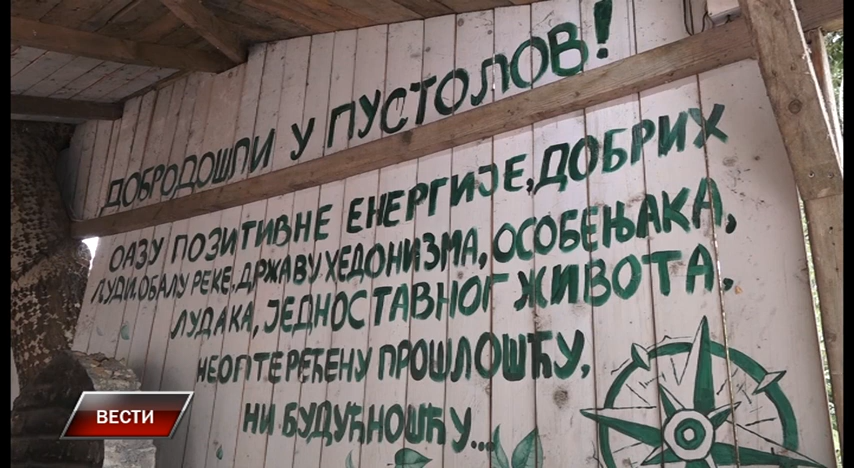 ДОБРОДОШЛИ У ПУСТОЛОВ!
ОАЗУ ПОЗИТИВНЕ ЕНЕРГИЈЕ, ДОБРИХ
ЉУДИ, ОБАЛУ РЕКЕ, ДРЖАВУ ХЕДОНИЗМА, ОСОБЕЊАКА,
ЛУДАКА, ЈЕДНОСТАВНОГ ЖИВОТА,
НЕОПТЕРЕЂЕНУ ПРОШЛОШЋУ,
НИ БУДУЋНОШЋУ...
ВЕСТИ